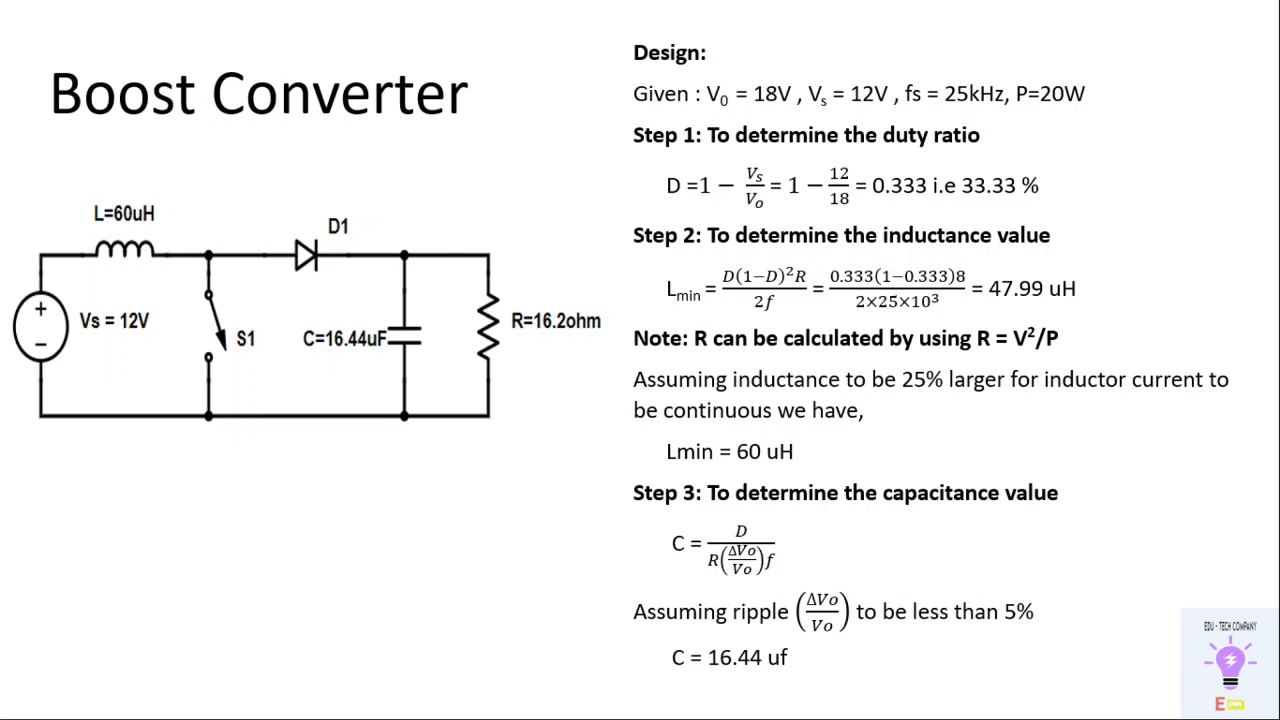 Boost Converter
L=60uH
D1
+
−
Vs = 12V
S1
C=16.44uF
R=16.2ohm
Design:
Given : V₀ = 18V , Vₛ = 12V , fs = 25kHz, P=20W
Step 1: To determine the duty ratio
D =1 − Vs/Vo = 1 − 12/18 = 0.333 i.e 33.33 %
Step 2: To determine the inductance value
Lmin = D(1−D)²R/2f = 0.333(1−0.333)8/2×25×10³ = 47.99 uH
Note: R can be calculated by using R = V²/P
Assuming inductance to be 25% larger for inductor current to
be continuous we have,
Lmin = 60 uH
Step 3: To determine the capacitance value
C = D/R(ΔVo/Vo)f
Assuming ripple (ΔVo/Vo) to be less than 5%
C = 16.44 uf
EDU - TECH COMPANY